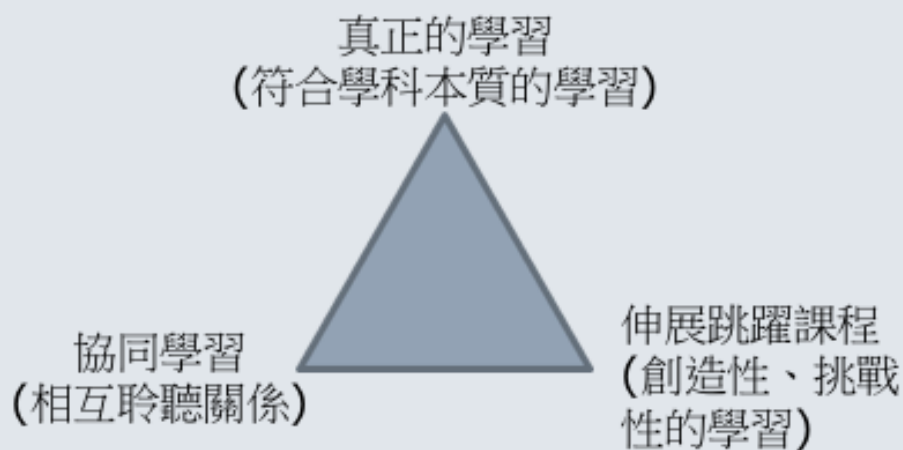 真正的學習
(符合學科本質的學習)
協同學習
(相互聆聽關係)
伸展跳躍課程
(創造性、挑戰
性的學習)